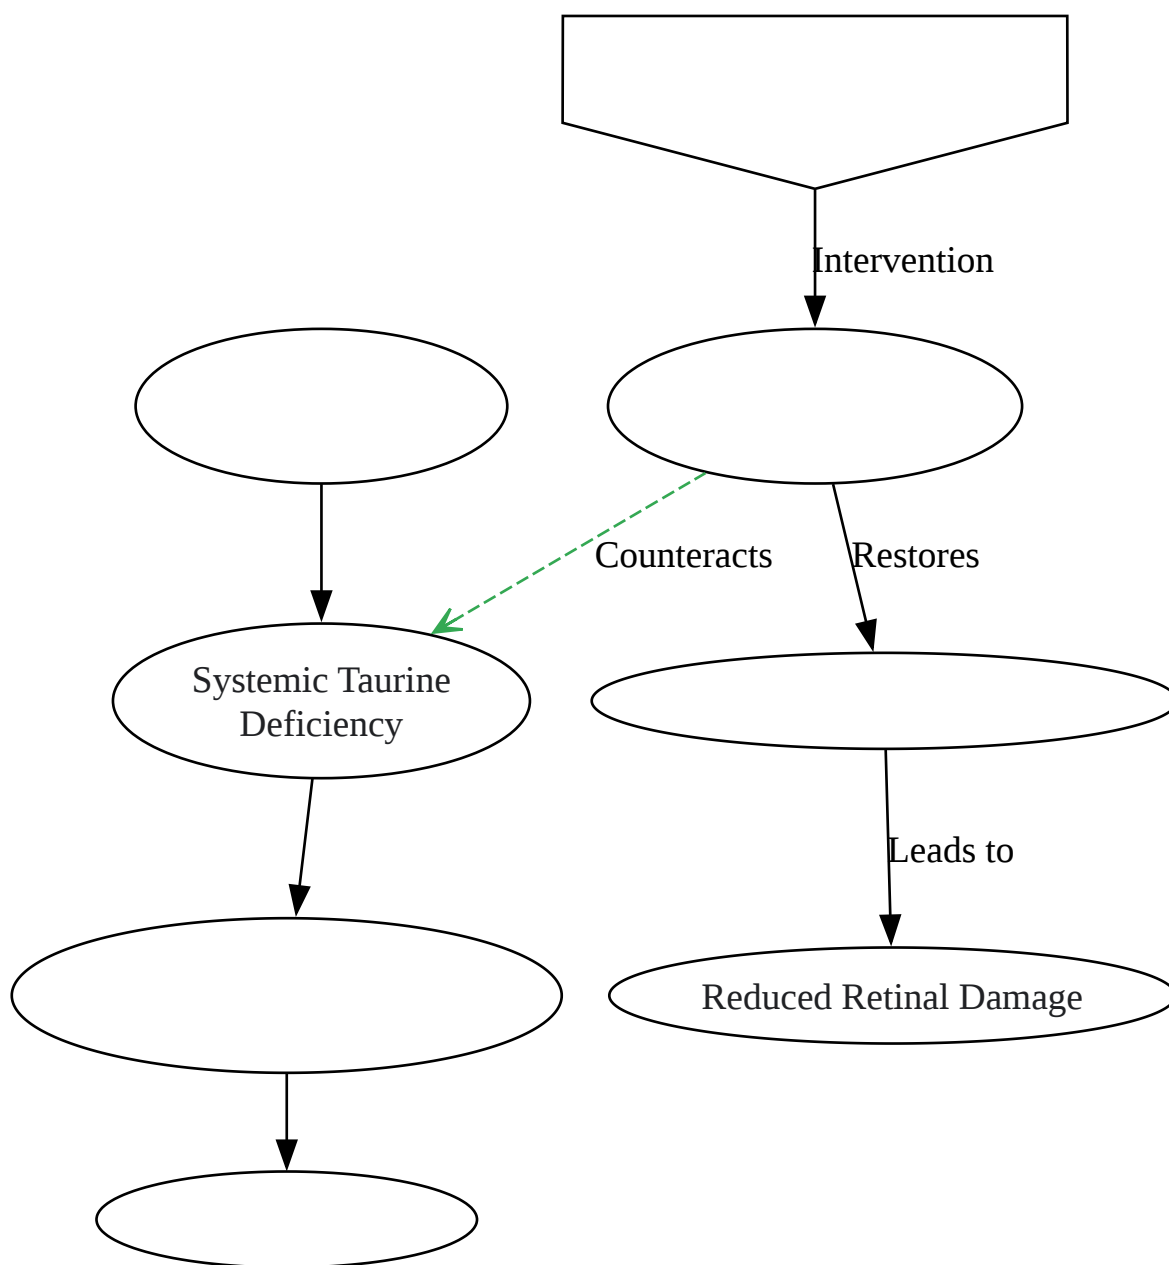 Intervention
Counteracts
Restores
Systemic Taurine
Deficiency
Leads to
Reduced Retinal Damage